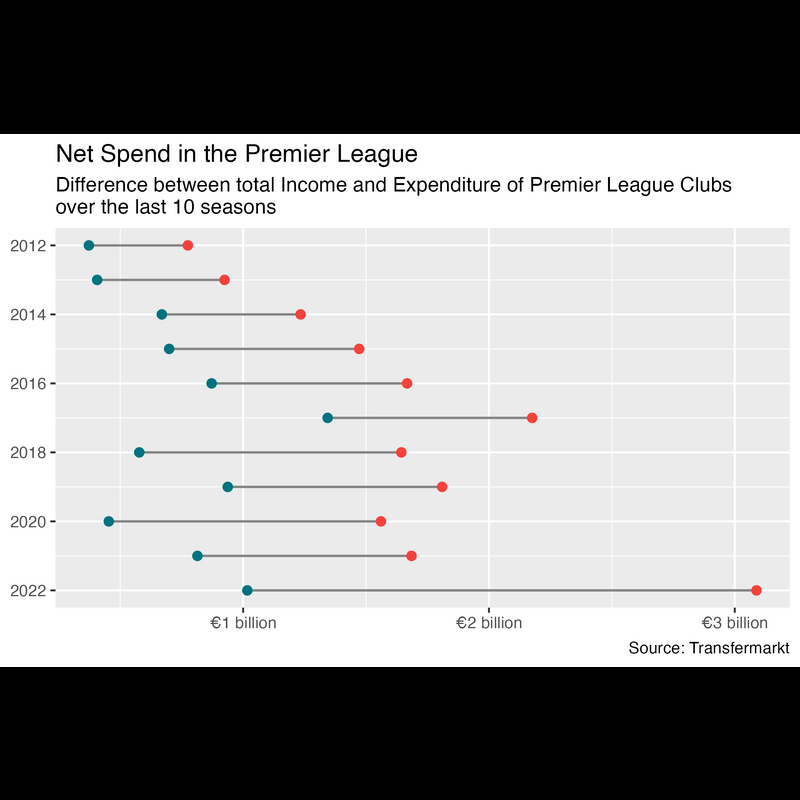 Net Spend in the Premier League
Difference between total Income and Expenditure of Premier League Clubs
over the last 10 seasons
2012
2014
2016
2018
2020
2022
€1 billion
€2 billion
€3 billion
Source: Transfermarkt